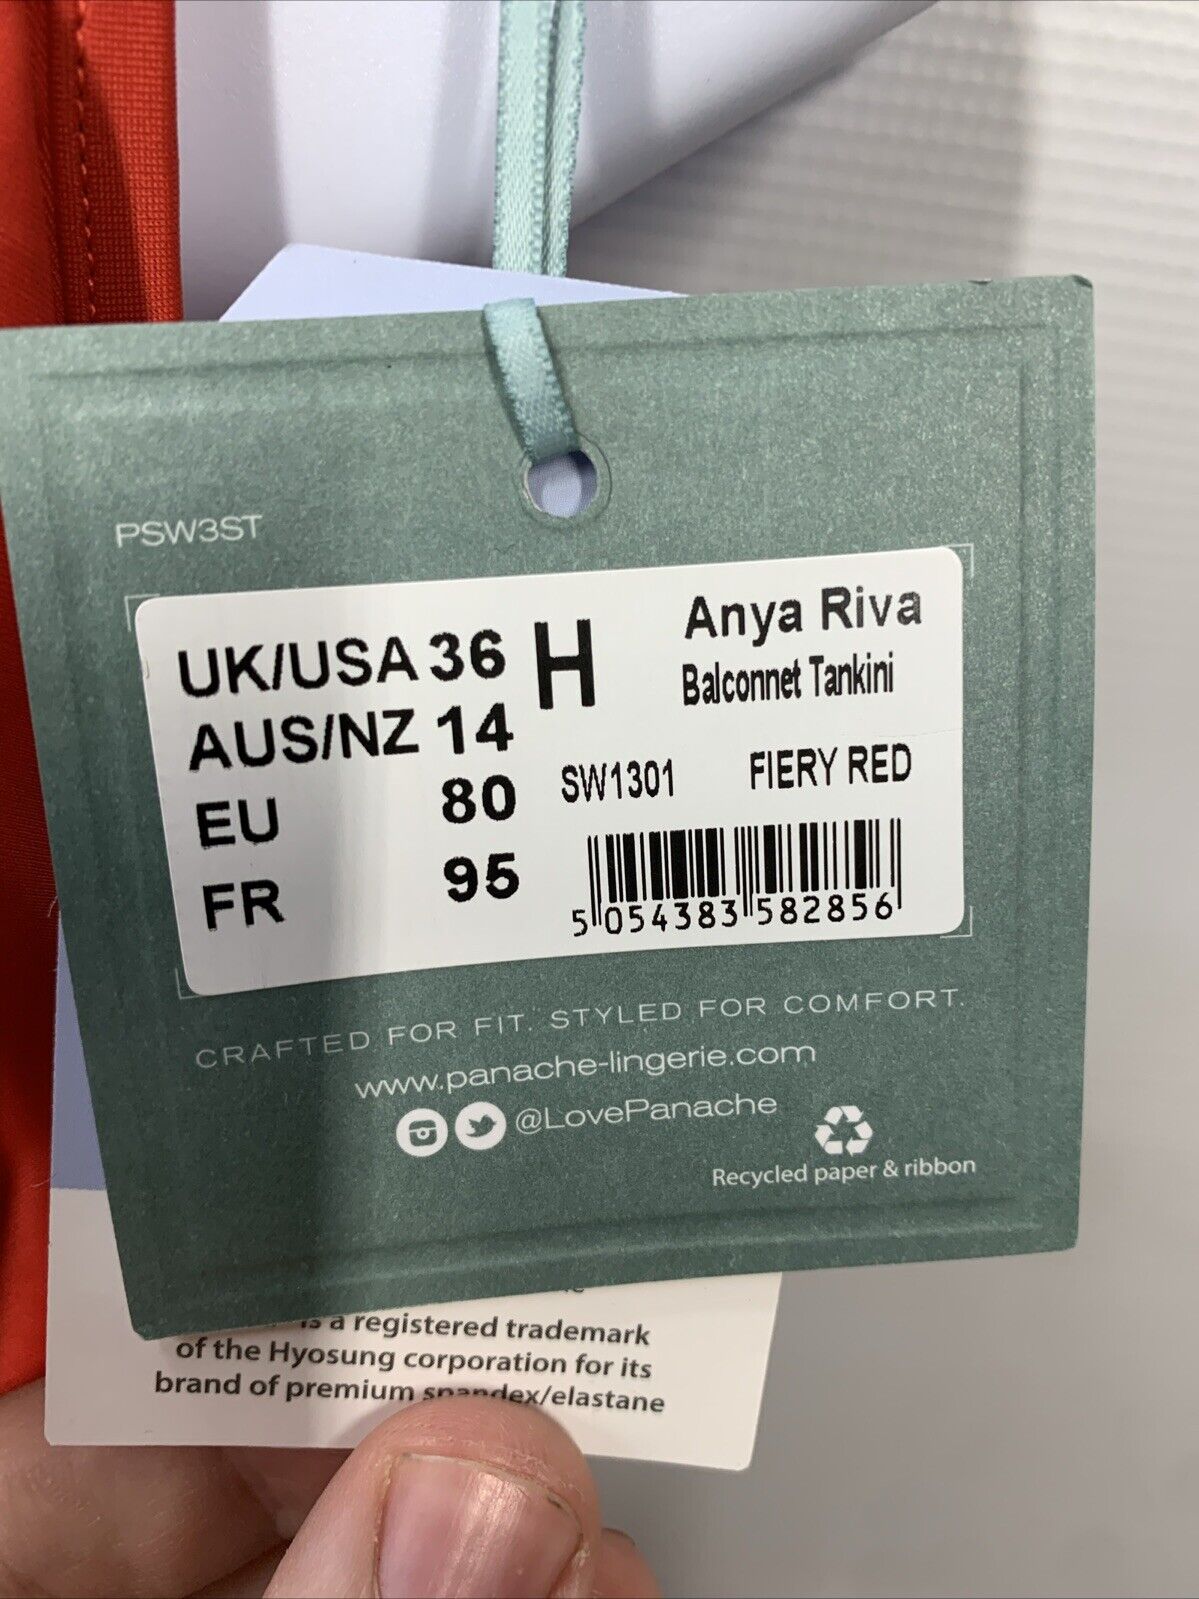 PSW3ST
UK/USA 36 H
AUS/NZ 14
EU 80
FR 95
Anya Riva
Balconnet Tankini
SW1301 FIERY RED
5 054383 582856
CRAFTED FOR FIT. STYLED FOR COMFORT.
www.panache-lingerie.com
@LovePanache
Recycled paper & ribbon
is a registered trademark
of the Hyosung corporation for its
brand of premium spandex/elastane